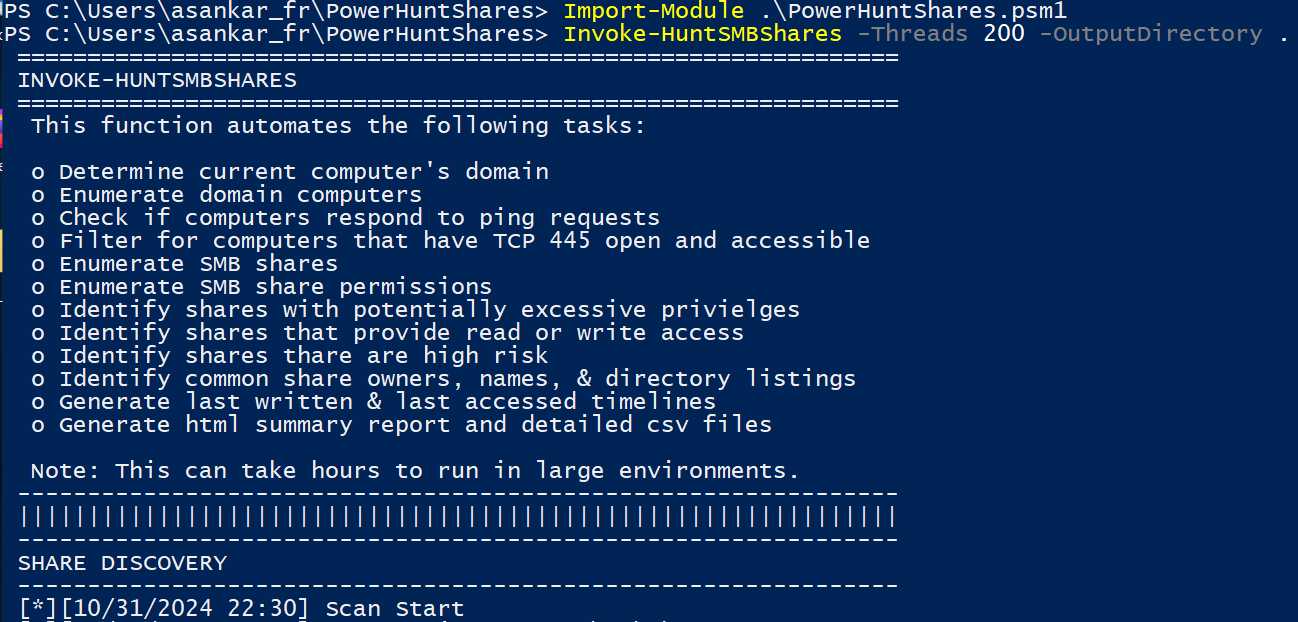 PS C:\Users\asankar_fr\PowerHuntShares> Import-Module .\PowerHuntShares.psm1
PS C:\Users\asankar_fr\PowerHuntShares> Invoke-HuntSMBShares -Threads 200 -OutputDirectory .
===============================================================
INVOKE-HUNTSMBSHARES
===============================================================
This function automates the following tasks:
o Determine current computer's domain
o Enumerate domain computers
o Check if computers respond to ping requests
o Filter for computers that have TCP 445 open and accessible
o Enumerate SMB shares
o Enumerate SMB share permissions
o Identify shares with potentially excessive privielges
o Identify shares that provide read or write access
o Identify shares thare are high risk
o Identify common share owners, names, & directory listings
o Generate last written & last accessed timelines
o Generate html summary report and detailed csv files
Note: This can take hours to run in large environments.
---------------------------------------------------------------
|||||||||||||||||||||||||||||||||||||||||||||||||||||||||||||||
---------------------------------------------------------------
SHARE DISCOVERY
---------------------------------------------------------------
[*][10/31/2024 22:30] Scan Start